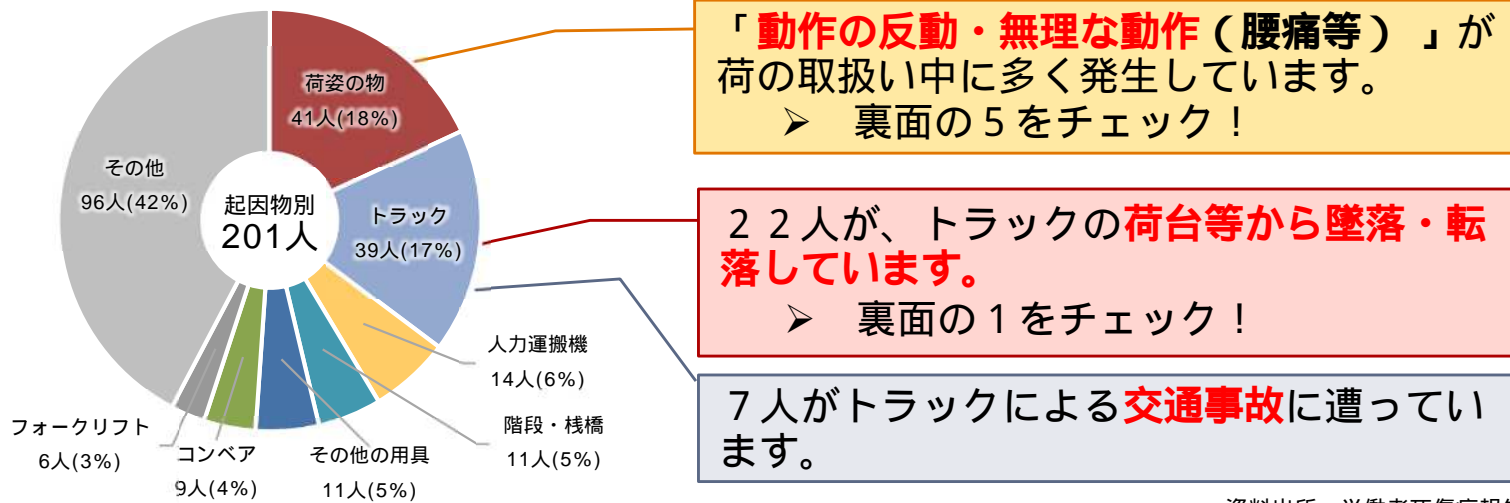 荷姿の物
41人(18%)
トラック
39人(17%)
人力運搬機
14人(6%)
階段・桟橋
11人(5%)
その他の用具
11人(5%)
コンベア
9人(4%)
フォークリフト
6人(3%)
その他
96人(42%)
起因物別
201人
「動作の反動・無理な動作(腰痛等) 」が
荷の取扱い中に多く発生しています。
➢ 裏面の5をチェック!
22人が、トラックの荷台等から墜落・転
落しています。
➢ 裏面の1をチェック!
7人がトラックによる交通事故に遭ってい
ます。